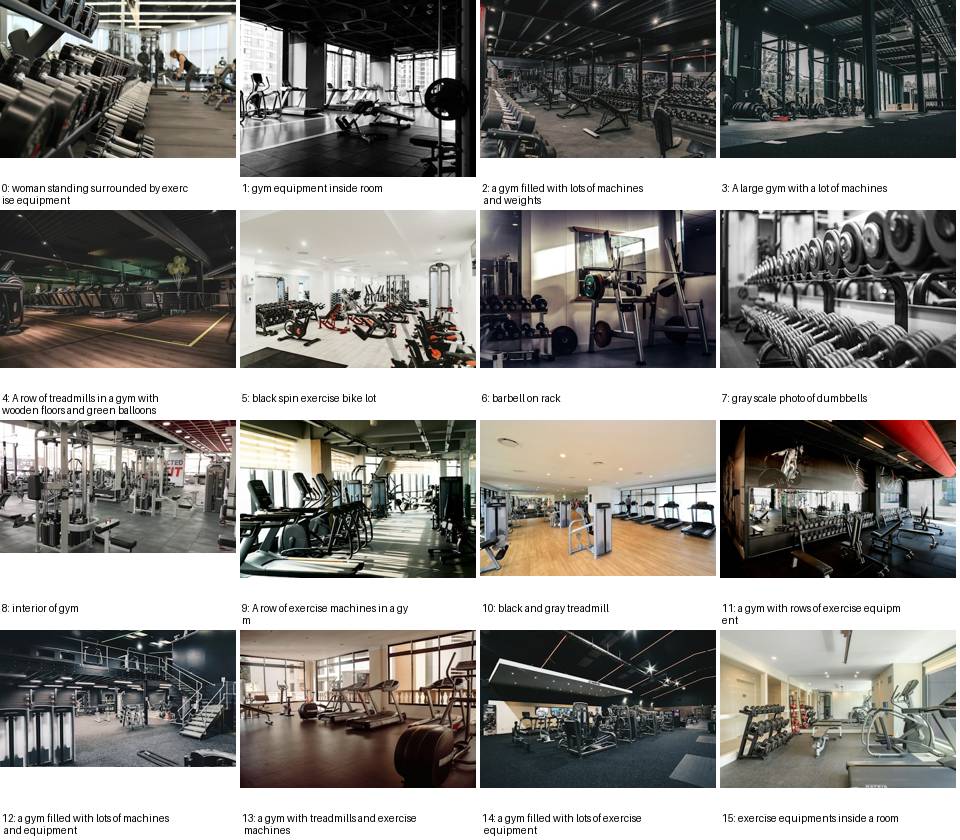 0: woman standing surrounded by exerc
ise equipment
1: gym equipment inside room
2: a gym filled with lots of machines
and weights
3: A large gym with a lot of machines
4: A row of treadmills in a gym with
wooden floors and green balloons
5: black spin exercise bike lot
6: barbell on rack
7: grayscale photo of dumbbells
CTED
IT
8: interior of gym
9: A row of exercise machines in a gy
m
10: black and gray treadmill
11: a gym with rows of exercise equipm
ent
12: a gym filled with lots of machines
and equipment
13: a gym with treadmills and exercise
machines
14: a gym filled with lots of exercise
equipment
15: exercise equipments inside a room